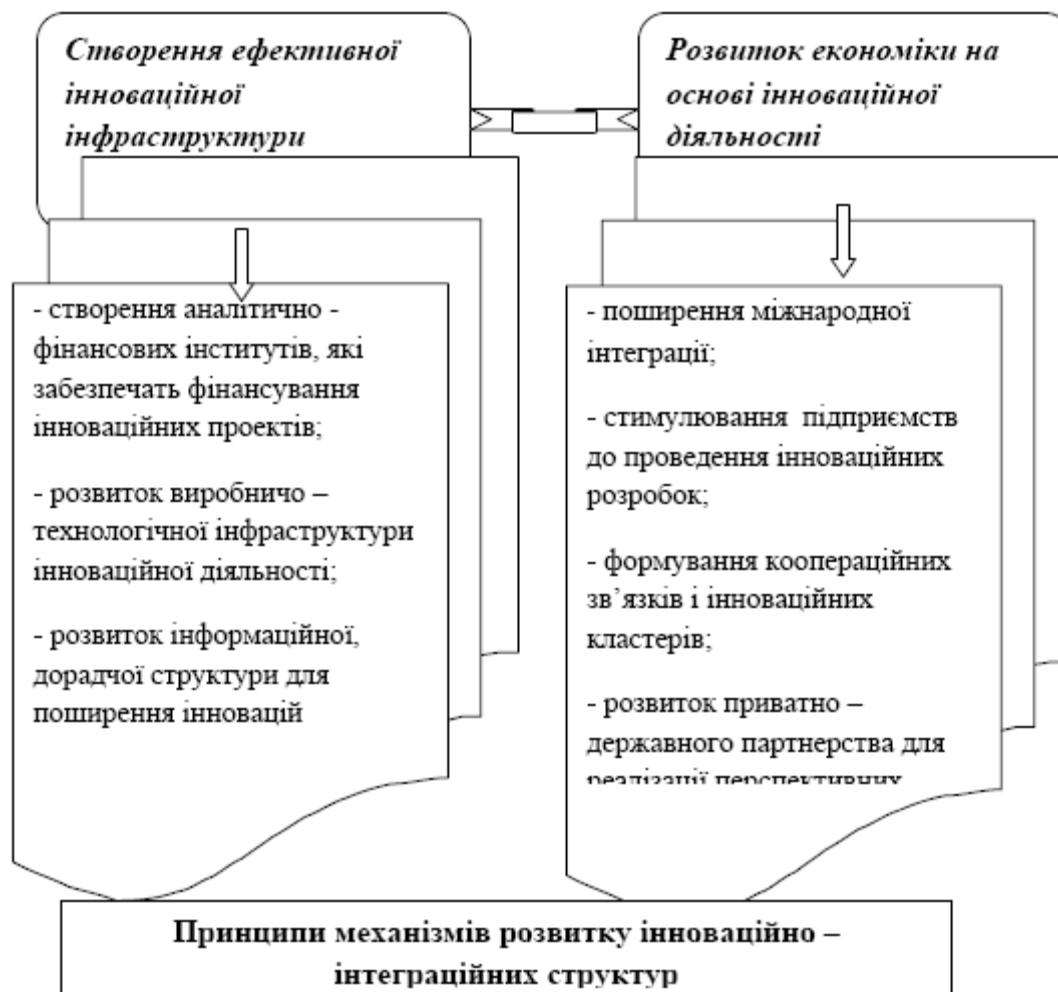 Створення ефективної
інноваційної
інфраструктури
Розвиток економіки на
основі інноваційної
діяльності
- створення аналітично -
фінансових інститутів, які
забезпечать фінансування
інноваційних проектів;
- розвиток виробничо –
технологічної інфраструктури
інноваційної діяльності;
- розвиток інформаційної,
дорадчої структури для
поширення інновацій
- поширення міжнародної
інтеграції;
- стимулювання підприємств
до проведення інноваційних
розробок;
- формування коопераційних
зв’язків і інноваційних
кластерів;
- розвиток приватно –
державного партнерства для
реалізації перспективних
Принципи механізмів розвитку інноваційно –
інтеграційних структур